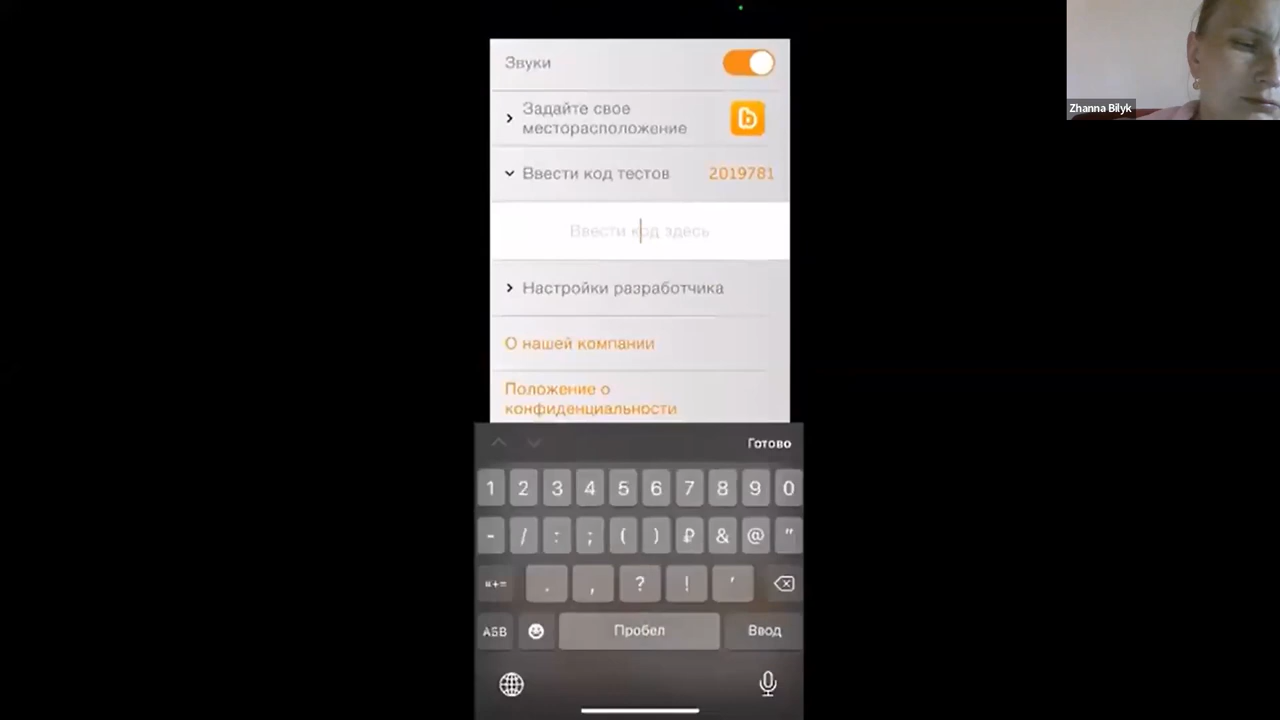 Zhanna Bilyk
Звуки
Задайте свое
месторасположение
Ввести код тестов 2019781
Ввести код здесь
Настройки разработчика
О нашей компании
Положение о
конфиденциальности
Готово
1 2 3 4 5 6 7 8 9 0
- / : ; ( ) ₽ & @ "
#+= . , ? ! '
АБВ Пробел Ввод